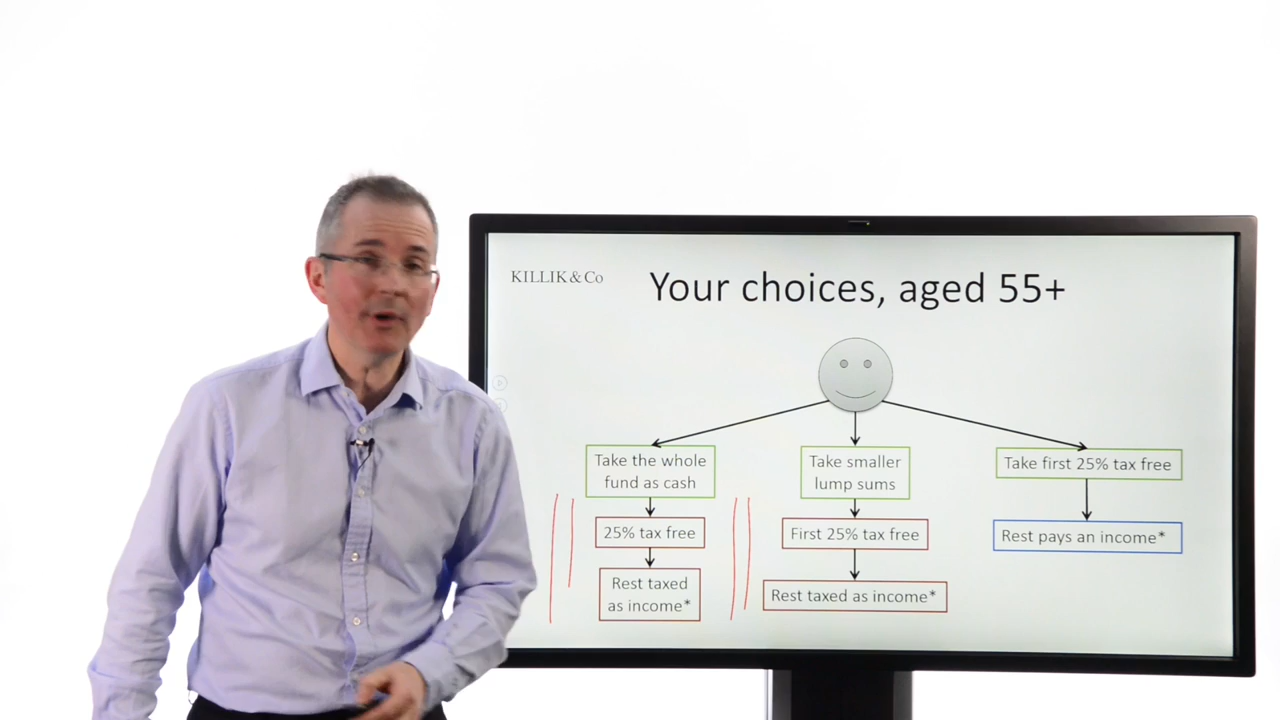 KILLIK & Co
Your choices, aged 55+
Take the whole
fund as cash
25% tax free
Rest taxed
as income*
Take smaller
lump sums
First 25% tax free
Rest taxed as income*
Take first 25% tax free
Rest pays an income*